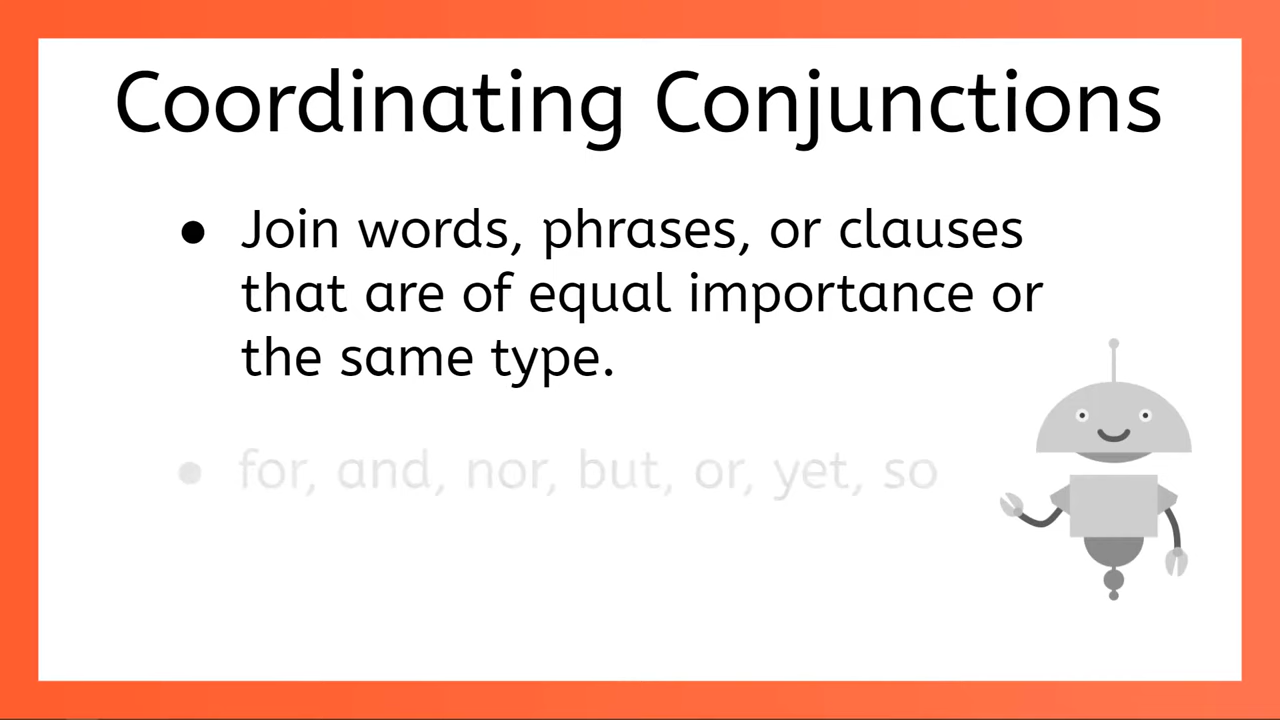 Coordinating Conjunctions
● Join words, phrases, or clauses
that are of equal importance or
the same type.
● for, and, nor, but, or, yet, so